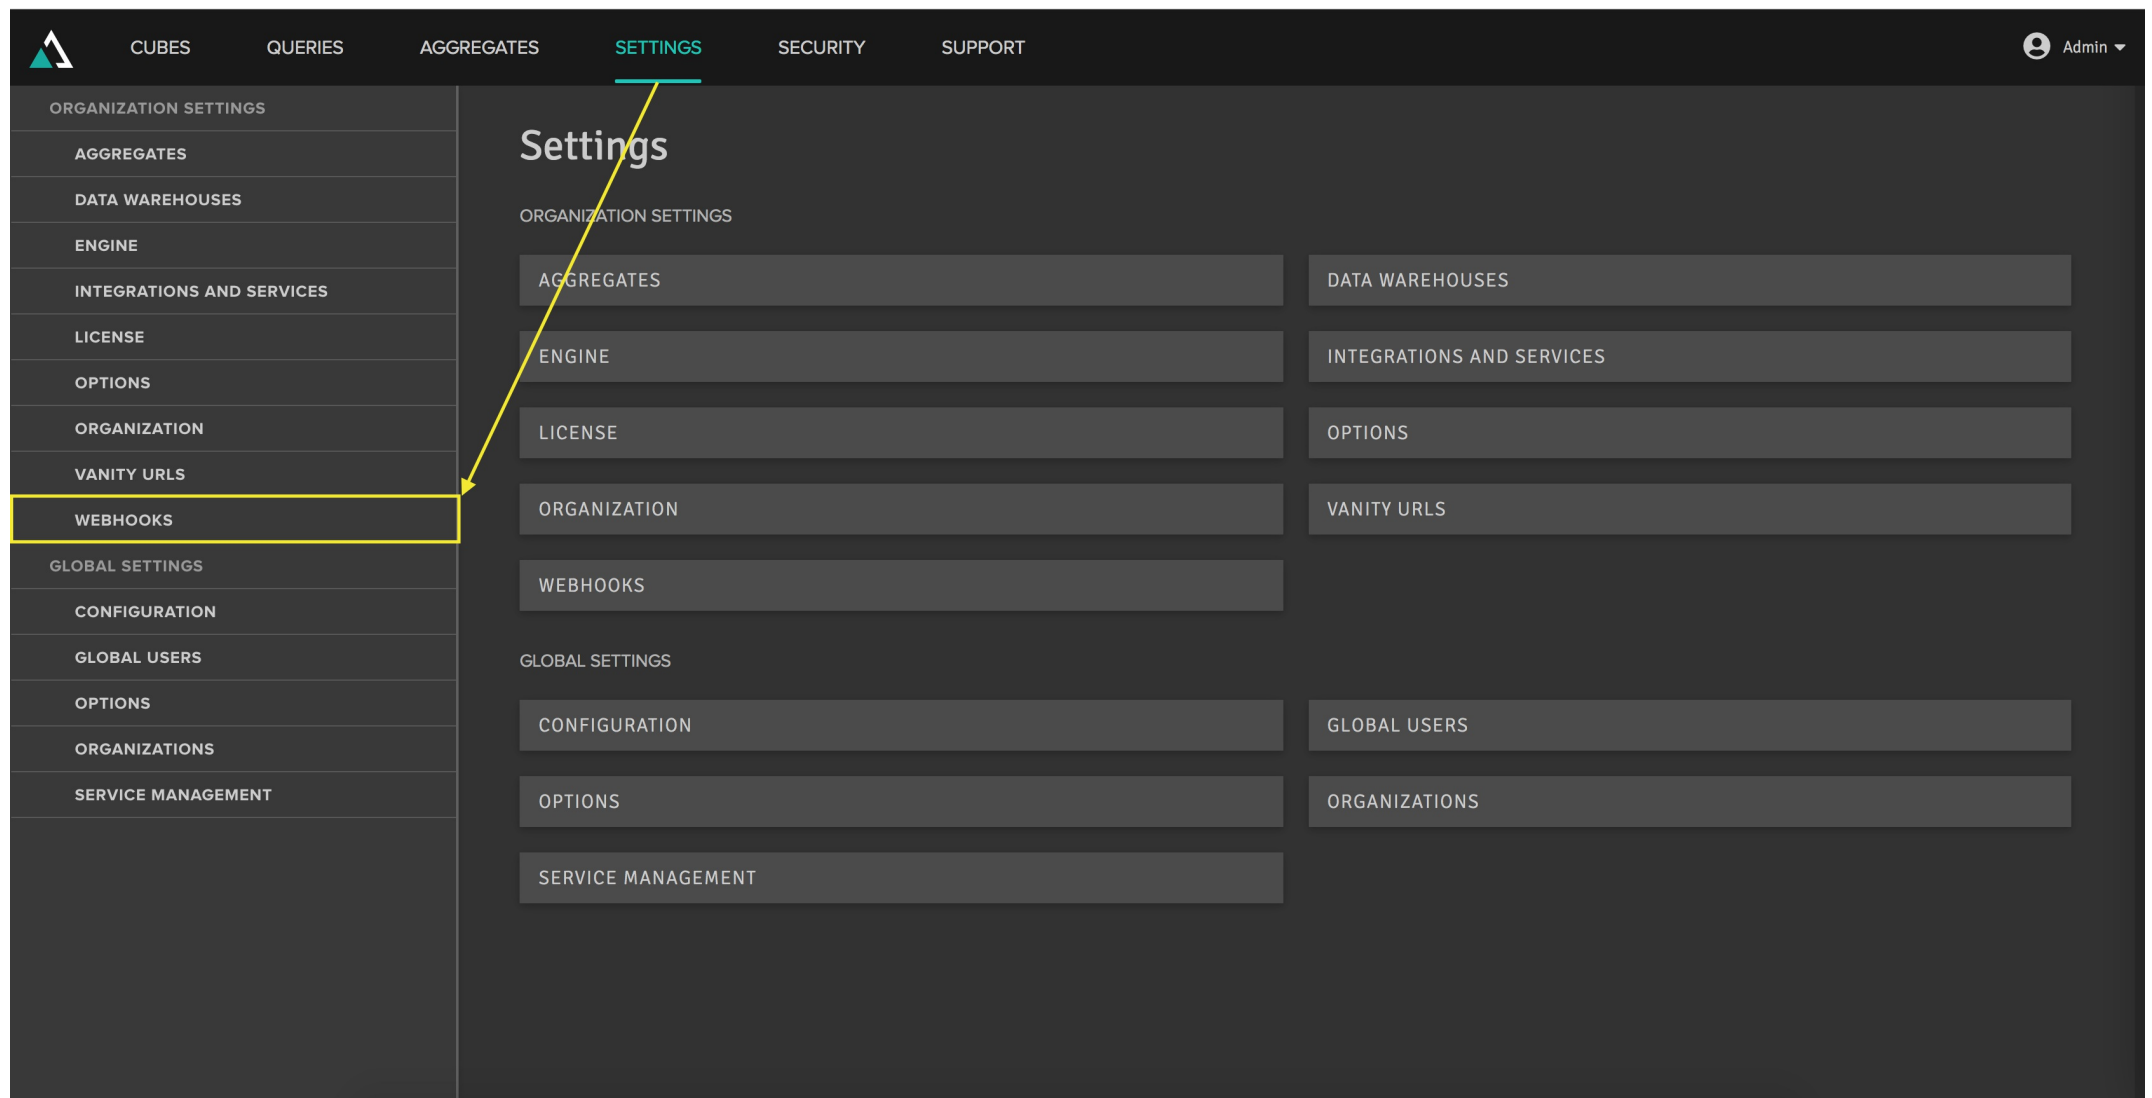 CUBES QUERIES AGGREGATES SETTINGS SECURITY SUPPORT Admin
ORGANIZATION SETTINGS
AGGREGATES
DATA WAREHOUSES
ENGINE
INTEGRATIONS AND SERVICES
LICENSE
OPTIONS
ORGANIZATION
VANITY URLS
WEBHOOKS
GLOBAL SETTINGS
CONFIGURATION
GLOBAL USERS
OPTIONS
ORGANIZATIONS
SERVICE MANAGEMENT
Settings
ORGANIZATION SETTINGS
AGGREGATES DATA WAREHOUSES
ENGINE INTEGRATIONS AND SERVICES
LICENSE OPTIONS
ORGANIZATION VANITY URLS
WEBHOOKS
GLOBAL SETTINGS
CONFIGURATION GLOBAL USERS
OPTIONS ORGANIZATIONS
SERVICE MANAGEMENT